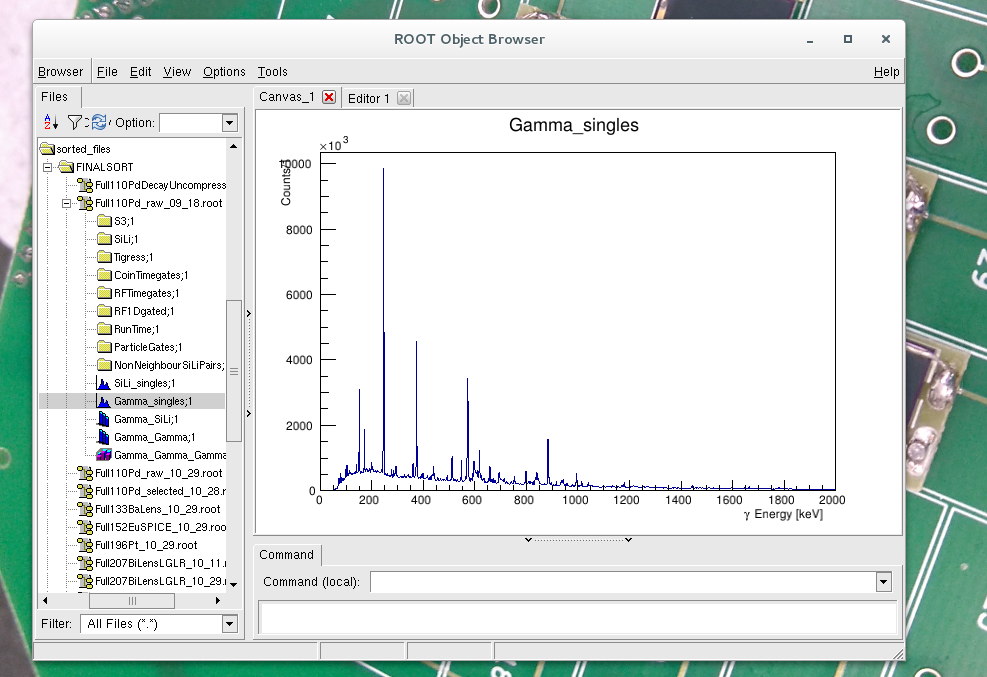 ROOT Object Browser
Browser File Edit View Options Tools Help
Files
Canvas_1 Editor 1
Option:
sorted_files
FINALSORT
Full110PdDecayUncompress
Full110Pd_raw_09_18.root
S3;1
SiLi;1
Tigress;1
CoinTimegates;1
RFTimegates;1
RF1Dgated;1
RunTime;1
ParticleGates;1
NonNeighbourSiLiPairs;
SiLi_singles;1
Gamma_singles;1
Gamma_SiLi;1
Gamma_Gamma;1
Gamma_Gamma_Gamma
Full110Pd_raw_10_29.root
Full110Pd_selected_10_28.r
Full133BaLens_10_29.root
Full152EuSPICE_10_29.roo
Full196Pt_10_29.root
Full207BiLensLGLR_10_11.r
Full207BiLensLGLR_10_29.r
Filter: All Files (*.*)
Gamma_singles
×10³
Counts
10000
8000
6000
4000
2000
0
0 200 400 600 800 1000 1200 1400 1600 1800 2000
γ Energy [keV]
Command
Command (local):